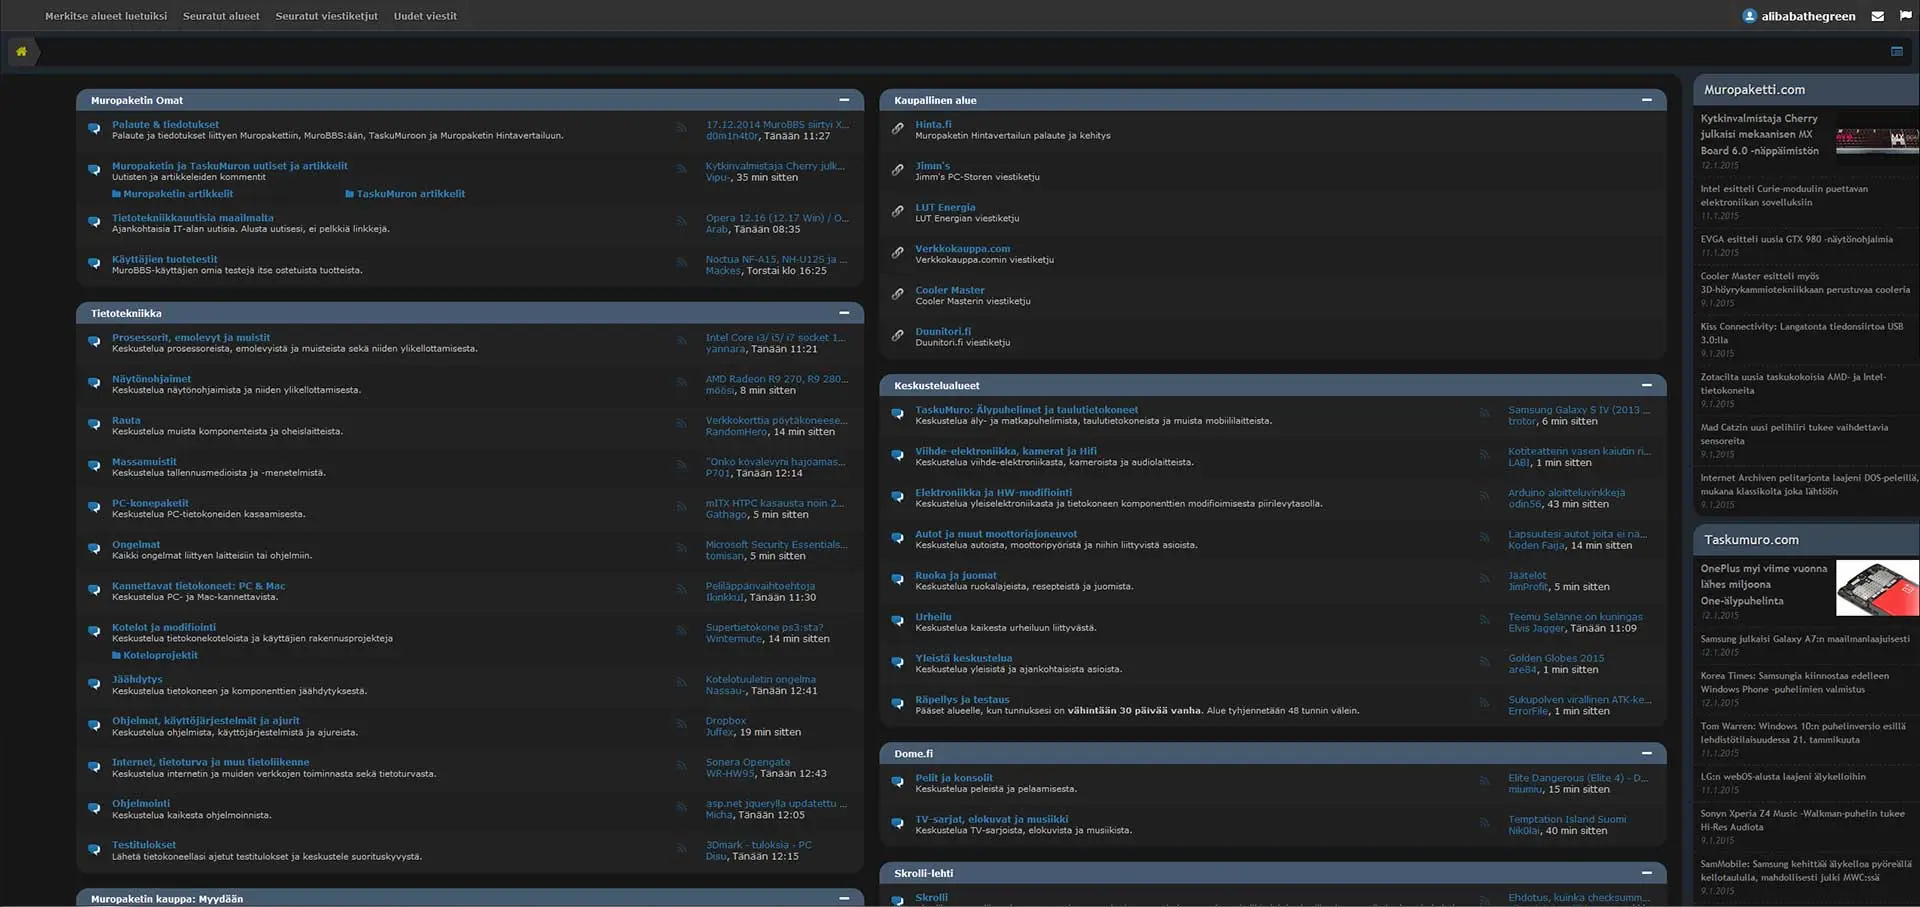 Merkitse alueet luetuiksi Seuratut alueet Seuratut viestiketjut Uudet viestit
alibabathegreen
Muropaketin Omat
Palaute & tiedotukset
Palaute ja tiedotukset liittyen Muropakettiin, MuroBBS:ään, TaskuMuroon ja Muropaketin Hintavertailuun.
17.12.2014 MuroBBS siirtyi X...
d0m1n4t0r, Tänään 11:27
Muropaketin ja TaskuMuron uutiset ja artikkelit
Uutisten ja artikkeleiden kommentit
Muropaketin artikkelit TaskuMuron artikkelit
Kytkinvalmistaja Cherry julk...
Vipu-, 35 min sitten
Tietotekniikkauutisia maailmalta
Ajankohtaisia IT-alan uutisia. Alusta uutisesi, ei pelkkiä linkkejä.
Opera 12.16 (12.17 Win) / O...
Arab, Tänään 08:35
Käyttäjien tuotetestit
MuroBBS-käyttäjien omia testejä itse ostetuista tuotteista.
Noctua NF-A15, NH-U12S ja ...
Mackes, Torstai klo 16:25
Tietotekniikka
Prosessorit, emolevyt ja muistit
Keskustelua prosessoreista, emolevyistä ja muisteista sekä niiden ylikellottamisesta.
Intel Core i3/ i5/ i7 socket 1...
yannara, Tänään 11:21
Näytönohjaimet
Keskustelua näytönohjaimista ja niiden ylikellottamisesta.
AMD Radeon R9 270, R9 280...
möösi, 8 min sitten
Rauta
Keskustelua muista komponenteista ja oheislaitteista.
Verkkokorttia pöytäkoneese...
RandomHero, 14 min sitten
Massamuistit
Keskustelua tallennusmedioista ja -menetelmistä.
"Onko kovalevyni hajoamas...
P701, Tänään 12:14
PC-konepaketit
Keskustelua PC-tietokoneiden kasaamisesta.
mITX HTPC kasausta noin 2...
Gathago, 5 min sitten
Ongelmat
Kaikki ongelmat liittyen laitteisiin tai ohjelmiin.
Microsoft Security Essentials...
tomisan, 5 min sitten
Kannettavat tietokoneet: PC & Mac
Keskustelua PC- ja Mac-kannettavista.
Peliläppärivaihtoehtoja
IkinkkuI, Tänään 11:30
Kotelot ja modifiointi
Keskustelua tietokonekoteloista ja käyttäjien rakennusprojekteja
Koteloprojektit
Supertietokone ps3:sta?
Wintermute, 14 min sitten
Jäähdytys
Keskustelua tietokoneen ja komponenttien jäähdytyksestä.
Kotelotuuletin ongelma
Nassau-, Tänään 12:41
Ohjelmat, käyttöjärjestelmät ja ajurit
Keskustelua ohjelmista, käyttöjärjestelmistä ja ajureista.
Dropbox
Juffex, 19 min sitten
Internet, tietoturva ja muu tietoliikenne
Keskustelua internetin ja muiden verkkojen toiminnasta sekä tietoturvasta.
Sonera Opengate
WR-HW95, Tänään 12:43
Ohjelmointi
Keskustelua kaikesta ohjelmoinnista.
asp.net jquerylla updatettu ...
Micha, Tänään 12:05
Testitulokset
Lähetä tietokoneellasi ajetut testitulokset ja keskustele suorituskyvystä.
3Dmark - tuloksia - PC
Disu, Tänään 12:15
Muropaketin kauppa: Myydään
Kaupallinen alue
Hinta.fi
Muropaketin Hintavertailun palaute ja kehitys
Jimm's
Jimm's PC-Storen viestiketju
LUT Energia
LUT Energian viestiketju
Verkkokauppa.com
Verkkokauppa.comin viestiketju
Cooler Master
Cooler Masterin viestiketju
Duunitori.fi
Duunitori.fi viestiketju
Keskustelualueet
TaskuMuro: Älypuhelimet ja taulutietokoneet
Keskustelua äly- ja matkapuhelimista, taulutietokoneista ja muista mobiililaitteista.
Samsung Galaxy S IV (2013 ...
trotor, 6 min sitten
Viihde-elektroniikka, kamerat ja Hifi
Keskustelua viihde-elektroniikasta, kameroista ja audiolaitteista.
Kotiteatterin vasen kaiutin ri...
LABI, 1 min sitten
Elektroniikka ja HW-modifiointi
Keskustelua yleiselektroniikasta ja tietokoneen komponenttien modifioimisesta piirilevytasolla.
Arduino aloitteluvinkkejä
odin56, 43 min sitten
Autot ja muut moottoriajoneuvot
Keskustelua autoista, moottoripyöristä ja niihin liittyvistä asioista.
Lapsuutesi autot joita ei nä...
Koden Faija, 14 min sitten
Ruoka ja juomat
Keskustelua ruokalajeista, resepteistä ja juomista.
Jäätelöt
JimProfit, 5 min sitten
Urheilu
Keskustelua kaikesta urheiluun liittyvästä.
Teemu Selänne on kuningas
Elvis Jagger, Tänään 11:09
Yleistä keskustelua
Keskustelua yleisistä ja ajankohtaisista asioista.
Golden Globes 2015
are84, 1 min sitten
Räpellys ja testaus
Pääset alueelle, kun tunnuksesi on vähintään 30 päivää vanha. Alue tyhjennetään 48 tunnin välein.
Sukupolven virallinen ATK-ke...
ErrorFile, 1 min sitten
Dome.fi
Pelit ja konsolit
Keskustelua peleistä ja pelaamisesta.
Elite Dangerous (Elite 4) - D...
miumiu, 15 min sitten
TV-sarjat, elokuvat ja musiikki
Keskustelua TV-sarjoista, elokuvista ja musiikista.
Temptation Island Suomi
Nik0lai, 40 min sitten
Skrolli-lehti
Skrolli
Ehdotus, kuinka checksumm...
Muropaketti.com
Kytkinvalmistaja Cherry
julkaisi mekaanisen MX
Board 6.0 -näppäimistön
12.1.2015
Intel esitteli Curie-moduulin puettavan
elektroniikan sovelluksiin
11.1.2015
EVGA esitteli uusia GTX 980 -näytönohjaimia
11.1.2015
Cooler Master esitteli myös
3D-höyrykammiotekniikkaan perustuvaa cooleria
9.1.2015
Kiss Connectivity: Langatonta tiedonsiirtoa USB
3.0:lla
9.1.2015
Zotacilta uusia taskukokoisia AMD- ja Intel-
tietokoneita
9.1.2015
Mad Catzin uusi pelihiiri tukee vaihdettavia
sensoreita
9.1.2015
Internet Archiven pelitarjonta laajeni DOS-peleillä,
mukana klassikoita joka lähtöön
9.1.2015
Taskumuro.com
OnePlus myi viime vuonna
lähes miljoona
One-älypuhelinta
12.1.2015
Samsung julkaisi Galaxy A7:n maailmanlaajuisesti
12.1.2015
Korea Times: Samsungia kiinnostaa edelleen
Windows Phone -puhelimien valmistus
12.1.2015
Tom Warren: Windows 10:n puhelinversio esillä
lehdistötilaisuudessa 21. tammikuuta
11.1.2015
LG:n webOS-alusta laajeni älykelloihin
11.1.2015
Sonyn Xperia Z4 Music -Walkman-puhelin tukee
Hi-Res Audiota
9.1.2015
SamMobile: Samsung kehittää älykelloa pyöreällä
kellotaululla, mahdollisesti julki MWC:ssä
9.1.2015